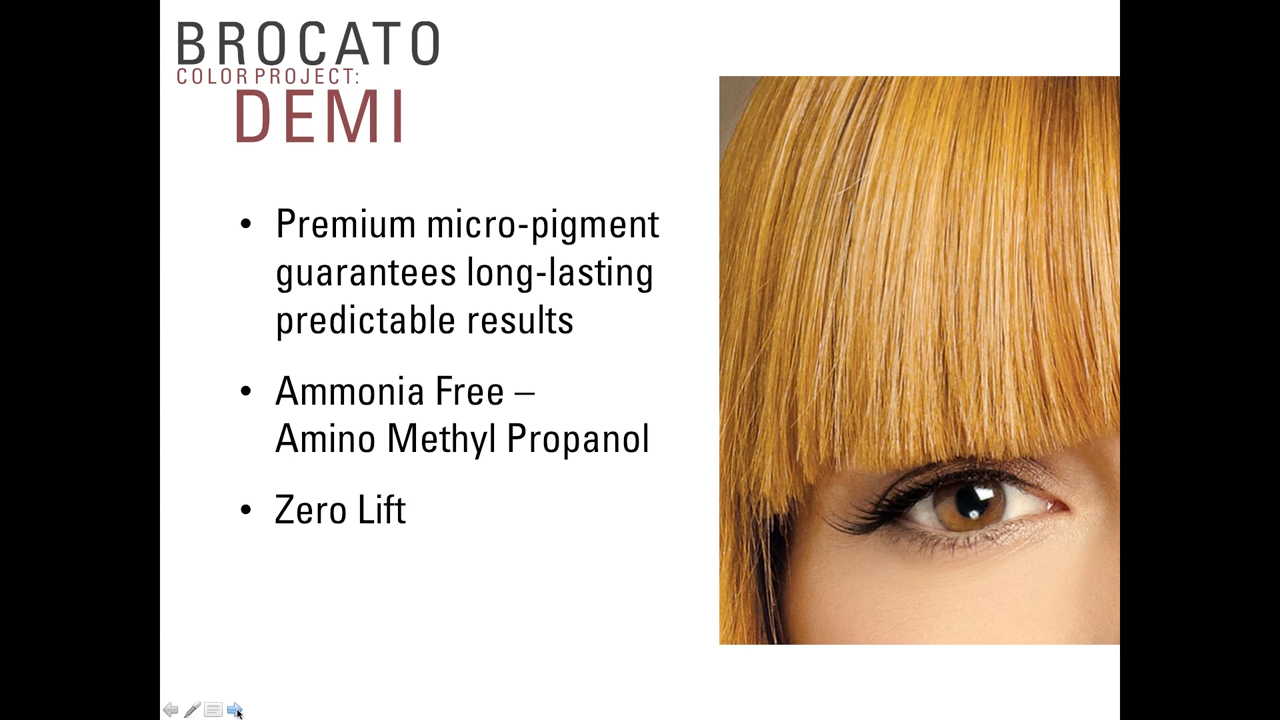 BROCATO
COLOR PROJECT:
DEMI
• Premium micro-pigment
guarantees long-lasting
predictable results
• Ammonia Free –
Amino Methyl Propanol
• Zero Lift